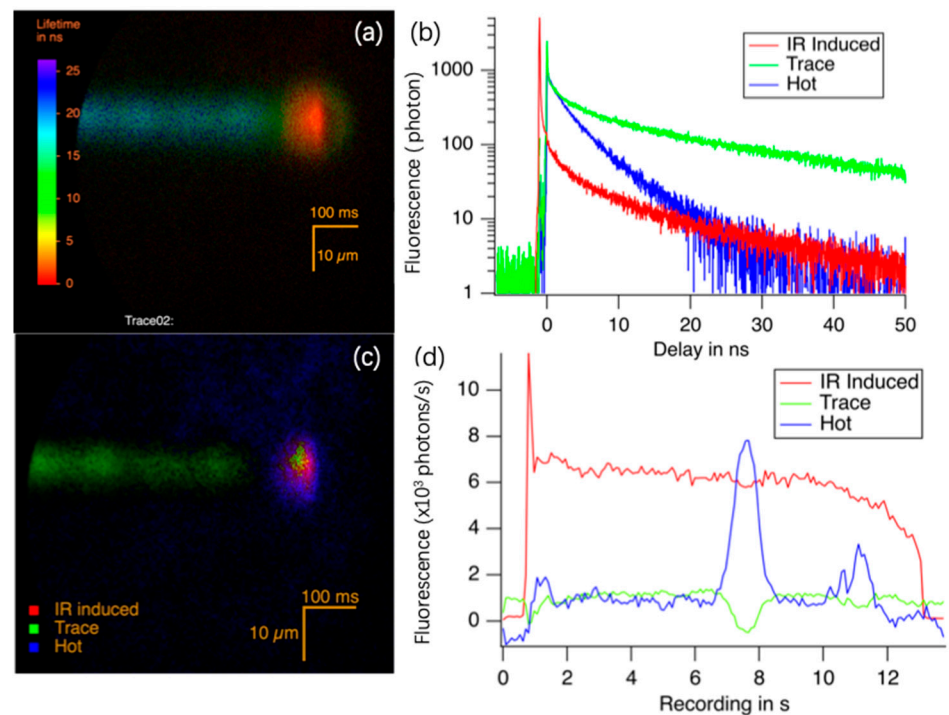 Lifetime
in ns
(a)
25
20
15
10
5
0
100 ms
10 µm
Trace02:
(b)
IR Induced
Trace
Hot
Fluorescence ( photon)
1000
100
10
1
0
10
20
30
40
50
Delay in ns
(c)
IR induced
Trace
Hot
100 ms
10 µm
(d)
IR Induced
Trace
Hot
Fluorescence (x10³ photons/s)
10
8
6
4
2
0
0
2
4
6
8
10
12
Recording in s